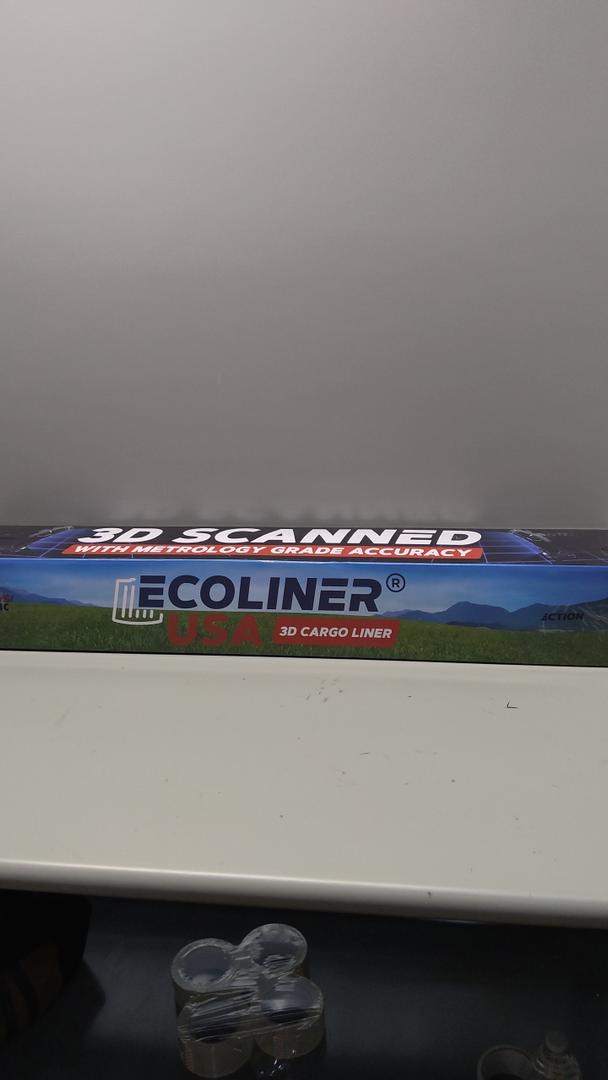 3D SCANNED
WITH METROLOGY GRADE ACCURACY
ECOLINER®
USA 3D CARGO LINER